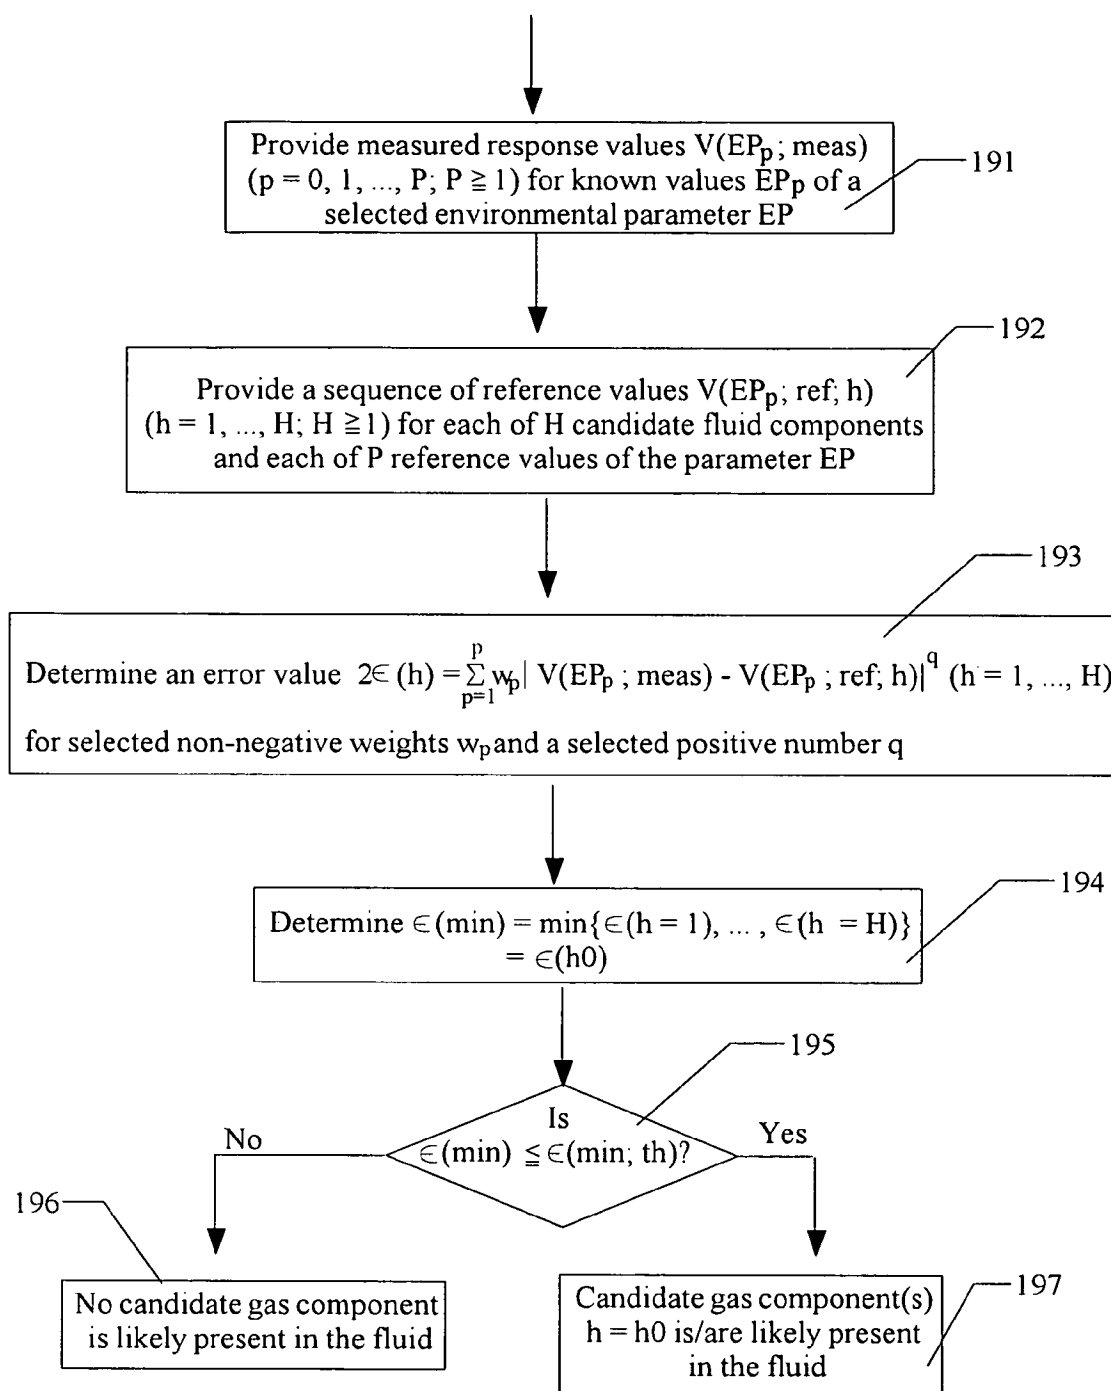 Provide measured response values V(EPp; meas)
(p = 0, 1, ..., P; P ≧ 1) for known values EPp of a
selected environmental parameter EP
191
192
Provide a sequence of reference values V(EPp; ref; h)
(h = 1, ..., H; H ≧ 1) for each of H candidate fluid components
and each of P reference values of the parameter EP
193
Determine an error value 2∈(h) = p∑p=1 wp| V(EPp ; meas) - V(EPp ; ref; h)|^q (h = 1, ..., H)
for selected non-negative weights wp and a selected positive number q
194
Determine ∈(min) = min{∈(h = 1), ... , ∈(h = H)}
= ∈(h0)
195
Is
∈(min) ≦ ∈(min; th)?
No
Yes
196
No candidate gas component
is likely present in the fluid
197
Candidate gas component(s)
h = h0 is/are likely present
in the fluid